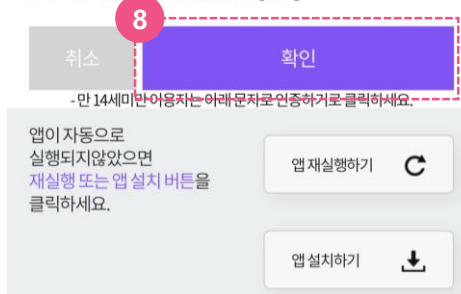 8
취소
확인
- 만 14세미만 이용자는 아래 문자로 인증하기로 클릭하세요.
앱이 자동으로
실행되지않았으면
재실행 또는 앱 설치 버튼을
클릭하세요.
앱 재실행하기
앱 설치하기